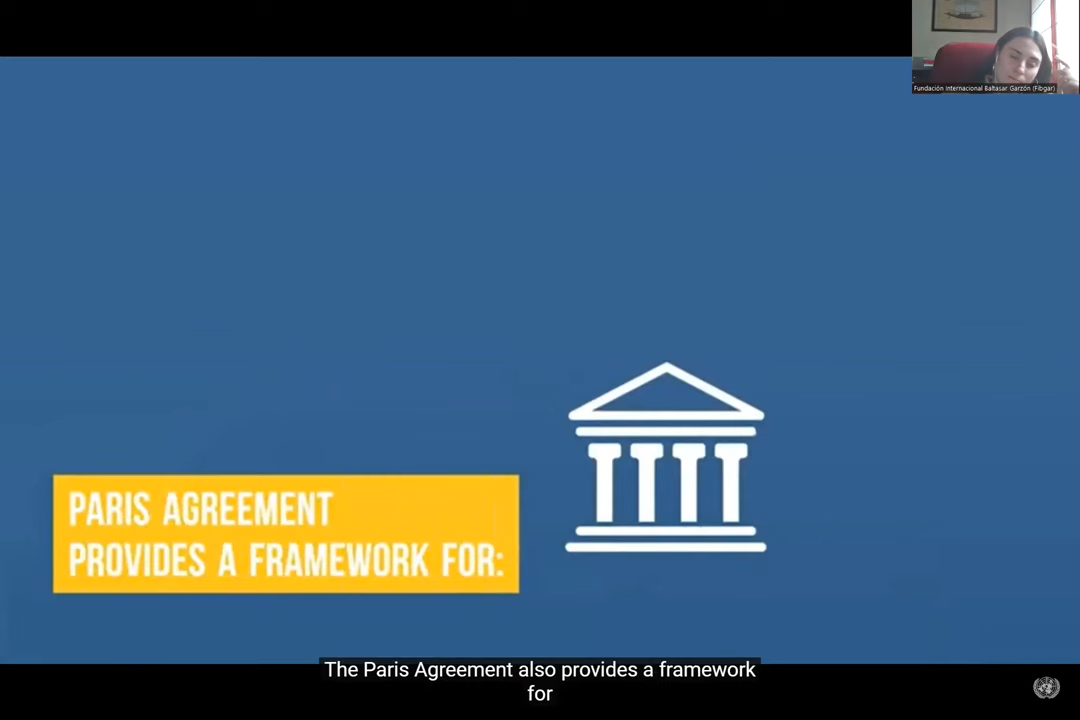 Fundación Internacional Baltasar Garzón (Fibgar)
PARIS AGREEMENT
PROVIDES A FRAMEWORK FOR:
The Paris Agreement also provides a framework
for